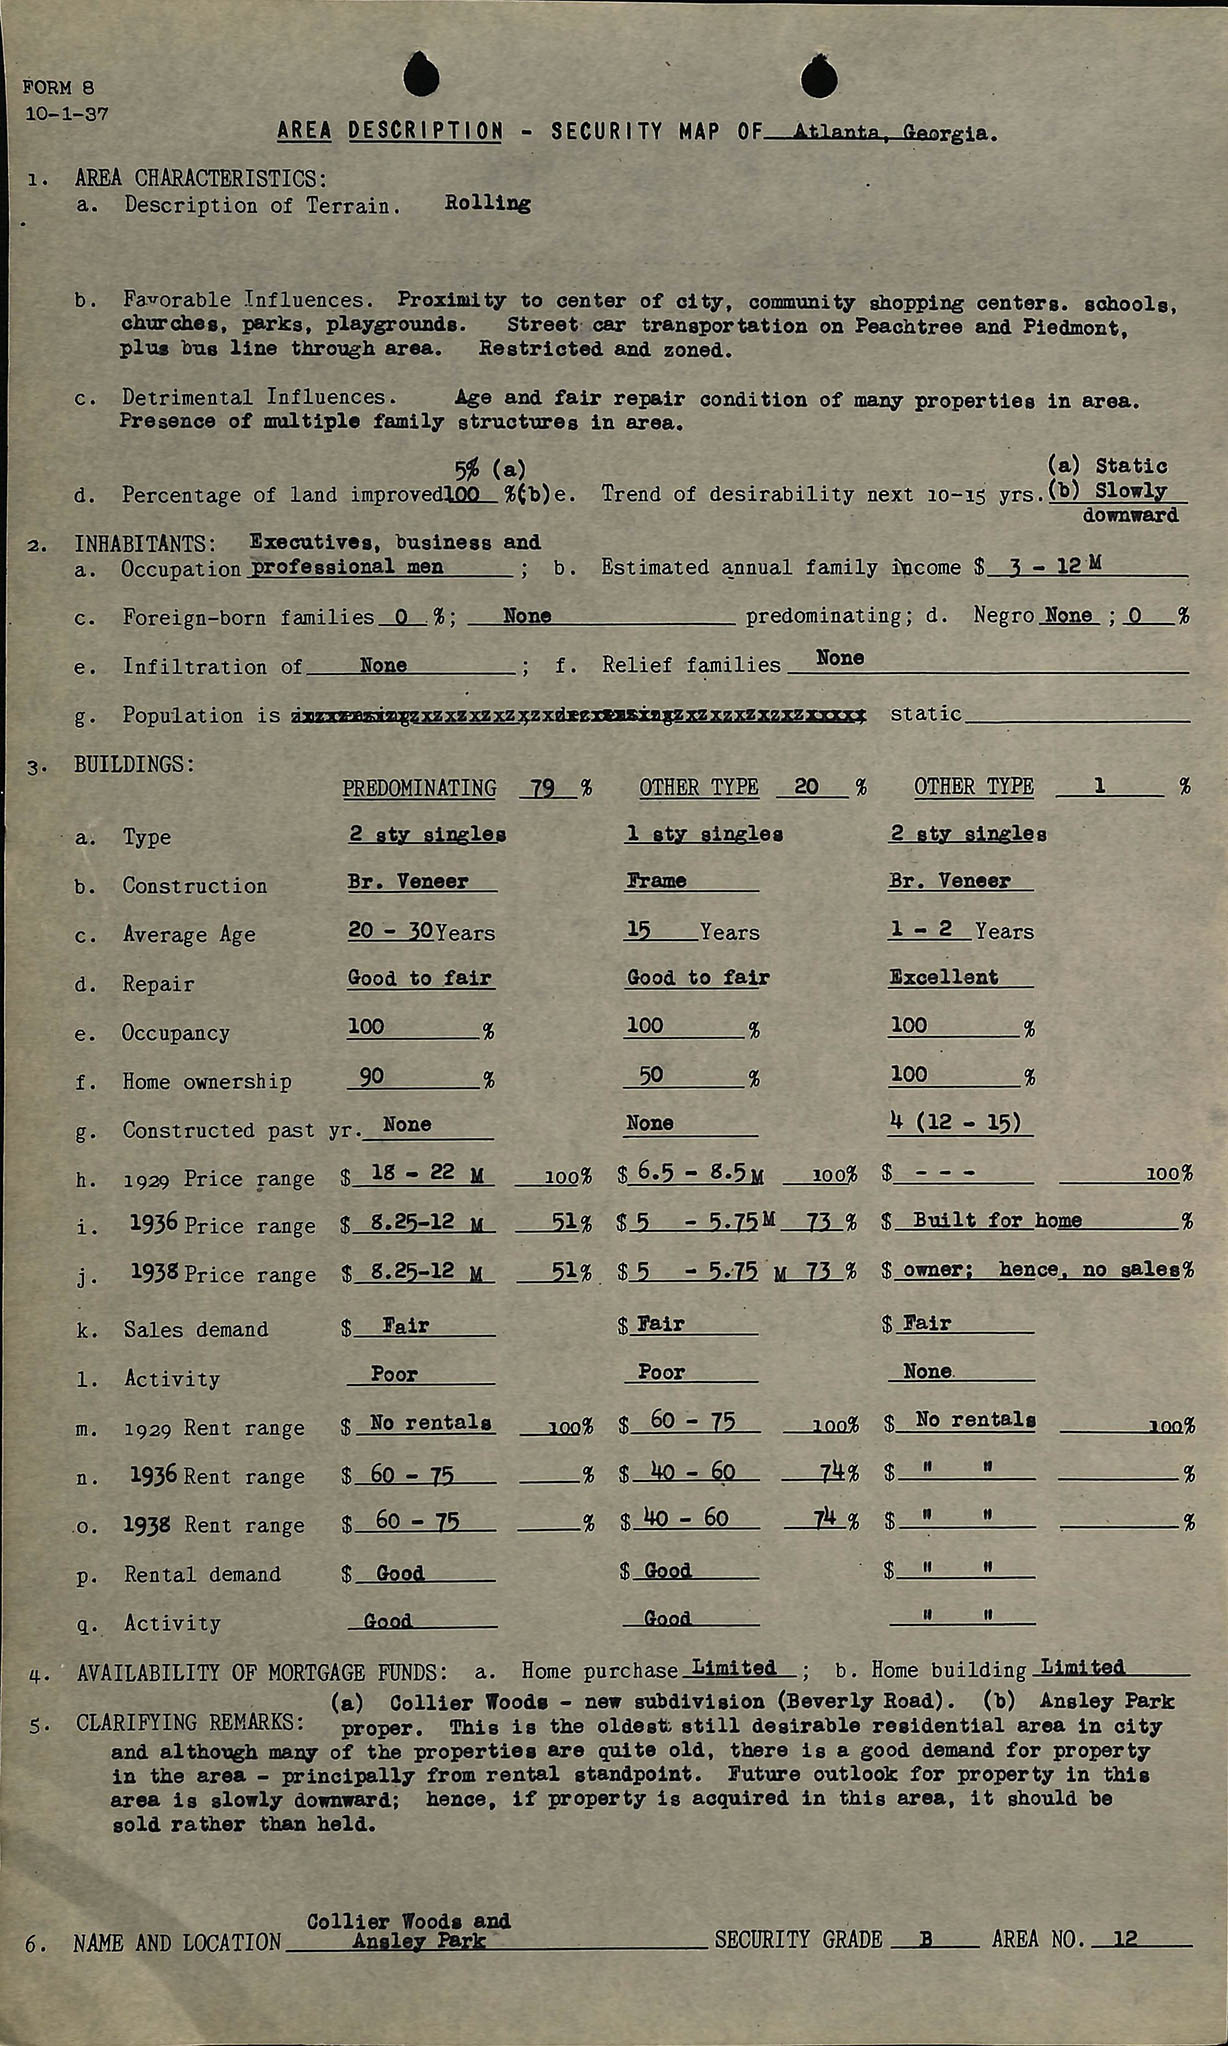 FORM 8
10-1-37
AREA DESCRIPTION - SECURITY MAP OF Atlanta, Georgia.
1. AREA CHARACTERISTICS:
a. Description of Terrain. Rolling
b. Favorable Influences. Proximity to center of city, community shopping centers. schools,
churches, parks, playgrounds. Street car transportation on Peachtree and Piedmont,
plus bus line through area. Restricted and zoned.
c. Detrimental Influences. Age and fair repair condition of many properties in area.
Presence of multiple family structures in area.
5% (a) (a) Static
d. Percentage of land improved 100 %(b) e. Trend of desirability next 10-15 yrs. (b) Slowly
downward
2. INHABITANTS: Executives, business and
a. Occupation professional men ; b. Estimated annual family income $ 3 - 12 M
c. Foreign-born families 0 %; None predominating; d. Negro None ; 0 %
e. Infiltration of None ; f. Relief families None
g. Population is static
3. BUILDINGS:
PREDOMINATING 79 % OTHER TYPE 20 % OTHER TYPE 1 %
a. Type 2 sty singles 1 sty singles 2 sty singles
b. Construction Br. Veneer Frame Br. Veneer
c. Average Age 20 - 30 Years 15 Years 1 - 2 Years
d. Repair Good to fair Good to fair Excellent
e. Occupancy 100 % 100 % 100 %
f. Home ownership 90 % 50 % 100 %
g. Constructed past yr. None None 4 (12 - 15)
h. 1929 Price range $ 18 - 22 M 100% $ 6.5 - 8.5 M 100% $ - - - 100%
i. 1936 Price range $ 8.25-12 M 51% $ 5 - 5.75 M 73 % $ Built for home %
j. 1938 Price range $ 8.25-12 M 51% $ 5 - 5.75 M 73 % $ owner; hence, no sales %
k. Sales demand $ Fair $ Fair $ Fair
l. Activity Poor Poor None
m. 1929 Rent range $ No rentals 100% $ 60 - 75 100% $ No rentals 100%
n. 1936 Rent range $ 60 - 75 % $ 40 - 60 74% $ " " %
o. 1938 Rent range $ 60 - 75 % $ 40 - 60 74 % $ " " %
p. Rental demand $ Good $ Good $ " "
q. Activity Good Good " "
4. AVAILABILITY OF MORTGAGE FUNDS: a. Home purchase Limited ; b. Home building Limited
(a) Collier Woods - new subdivision (Beverly Road). (b) Ansley Park
5. CLARIFYING REMARKS: proper. This is the oldest still desirable residential area in city
and although many of the properties are quite old, there is a good demand for property
in the area - principally from rental standpoint. Future outlook for property in this
area is slowly downward; hence, if property is acquired in this area, it should be
sold rather than held.
Collier Woods and
6. NAME AND LOCATION Ansley Park SECURITY GRADE B AREA NO. 12